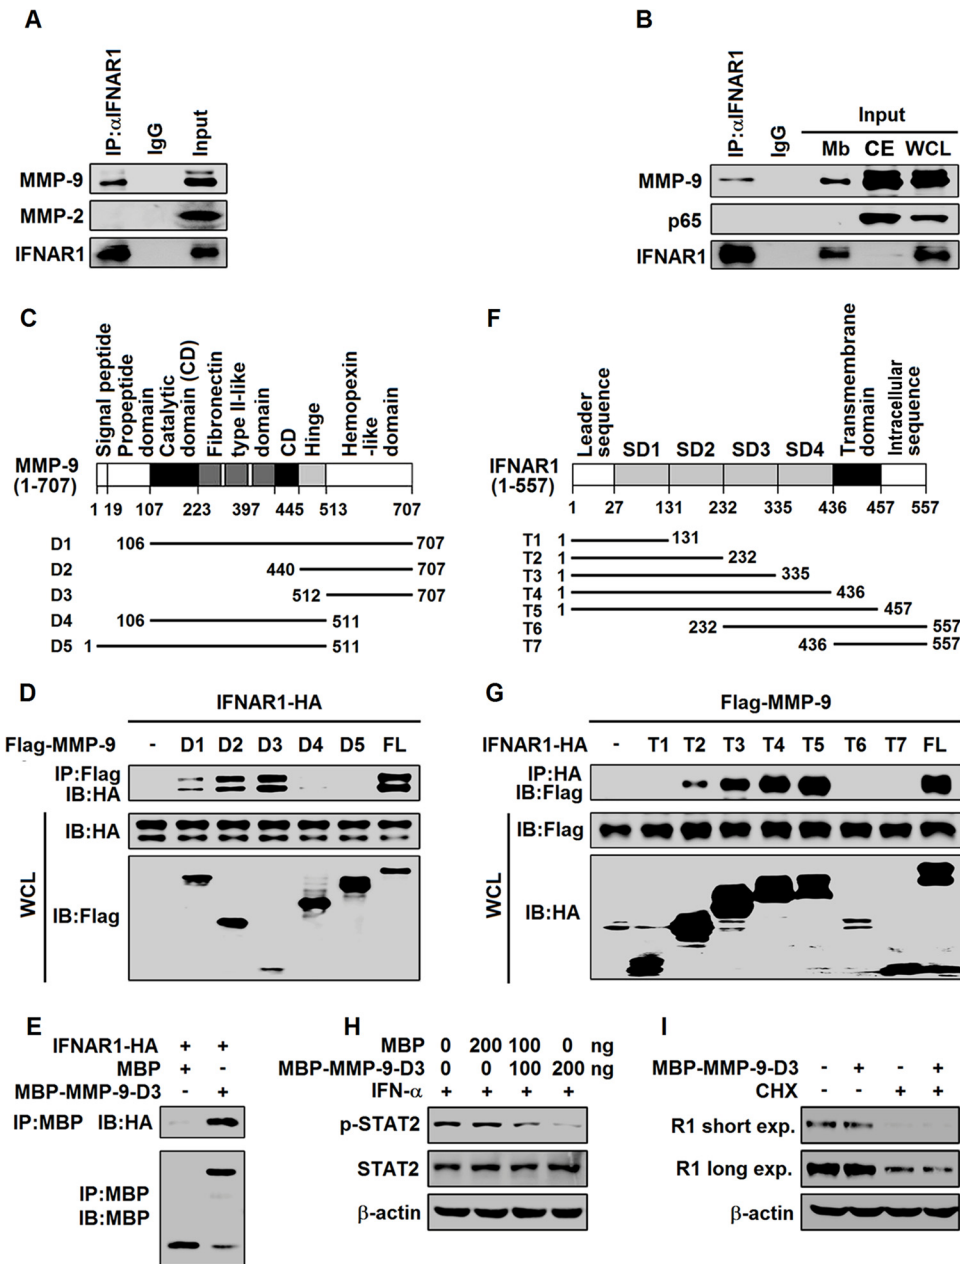 A
IP:αIFNAR1
IgG
Input
MMP-9
MMP-2
IFNAR1
B
IP:αIFNAR1
IgG
Input
Mb CE WCL
MMP-9
p65
IFNAR1
C
Signal peptide
Propeptide
domain
Catalytic
domain (CD)
Fibronectin
type II-like
domain
CD
Hinge
Hemopexin
-like
domain
MMP-9
(1-707)
1 19 107 223 397 445 513 707
D1 106 707
D2 440 707
D3 512 707
D4 106 511
D5 1 511
F
Leader
sequence
SD1 SD2 SD3 SD4
Transmembrane
domain
Intracellular
sequence
IFNAR1
(1-557)
1 27 131 232 335 436 457 557
T1 1 131
T2 1 232
T3 1 335
T4 1 436
T5 1 457
T6 232 557
T7 436 557
D
IFNAR1-HA
Flag-MMP-9 - D1 D2 D3 D4 D5 FL
IP:Flag
IB:HA
IB:HA
WCL
IB:Flag
G
Flag-MMP-9
IFNAR1-HA - T1 T2 T3 T4 T5 T6 T7 FL
IP:HA
IB:Flag
IB:Flag
WCL
IB:HA
E
IFNAR1-HA + +
MBP + -
MBP-MMP-9-D3 - +
IP:MBP IB:HA
IP:MBP
IB:MBP
H
MBP 0 200 100 0 ng
MBP-MMP-9-D3 0 0 100 200 ng
IFN-α + + + +
p-STAT2
STAT2
β-actin
I
MBP-MMP-9-D3 - + - +
CHX - - + +
R1 short exp.
R1 long exp.
β-actin